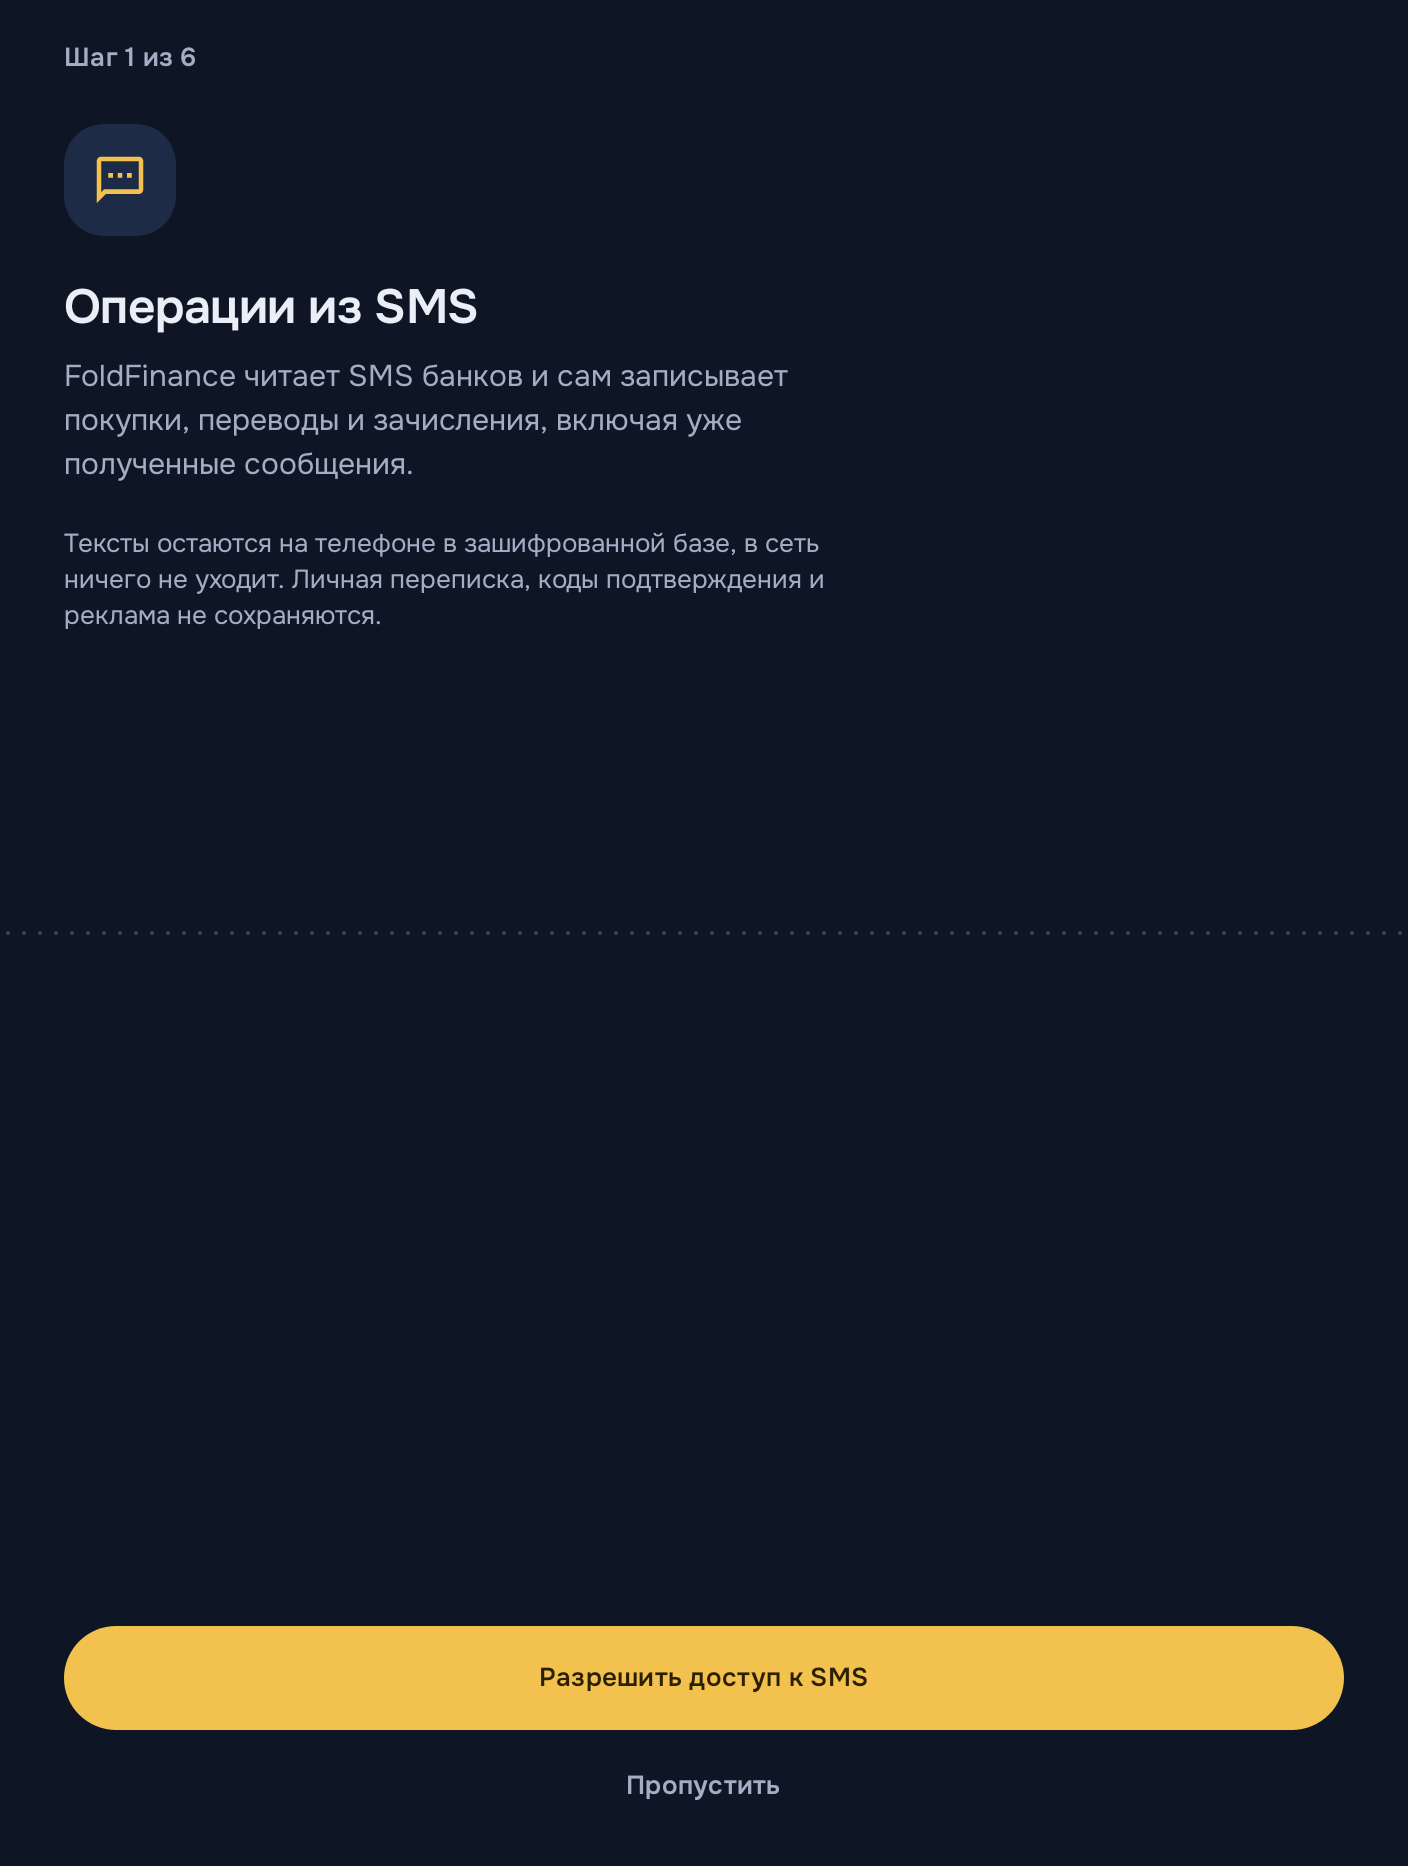 Шаг 1 из 6
Операции из SMS
FoldFinance читает SMS банков и сам записывает
покупки, переводы и зачисления, включая уже
полученные сообщения.
Тексты остаются на телефоне в зашифрованной базе, в сеть
ничего не уходит. Личная переписка, коды подтверждения и
реклама не сохраняются.
Разрешить доступ к SMS
Пропустить